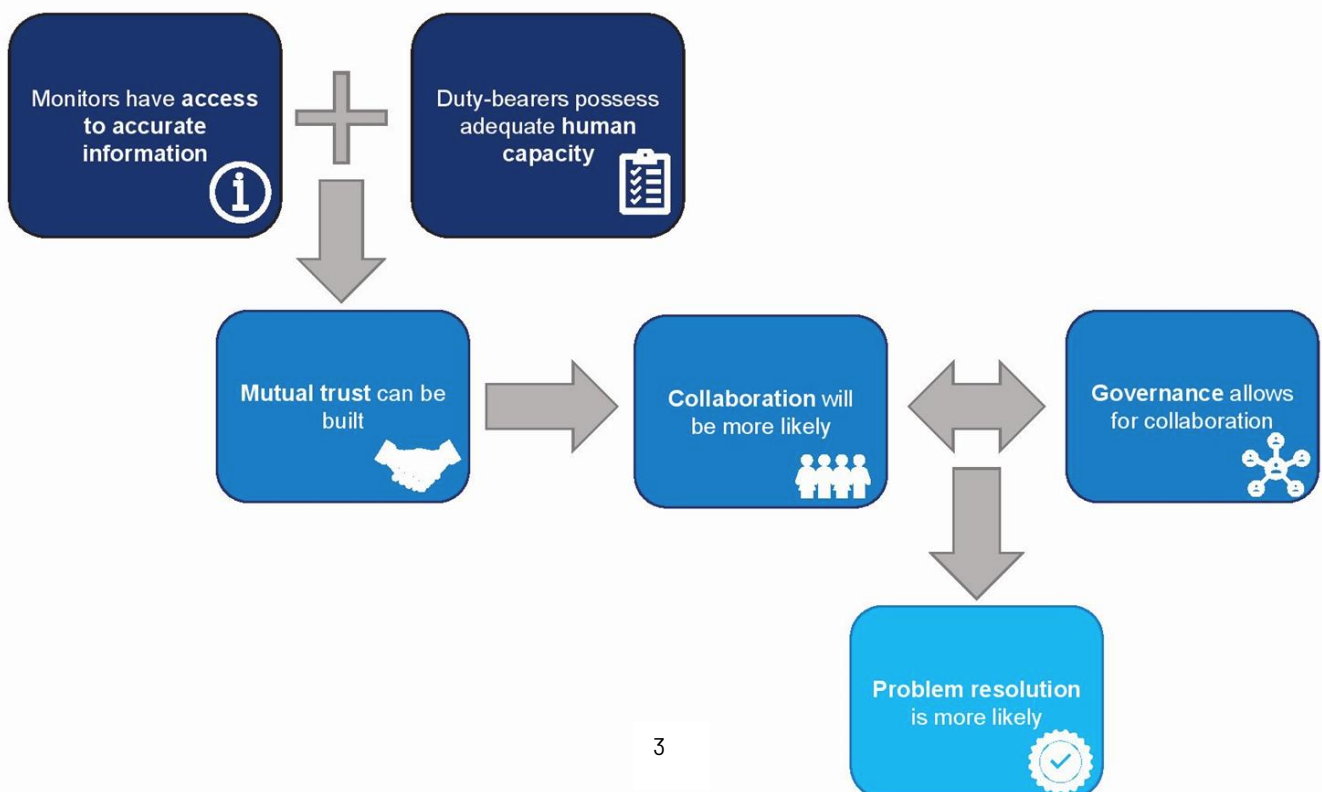 Monitors have access
to accurate
information
Duty-bearers possess
adequate human
capacity
Mutual trust can be
built
Collaboration will
be more likely
Governance allows
for collaboration
Problem resolution
is more likely
3